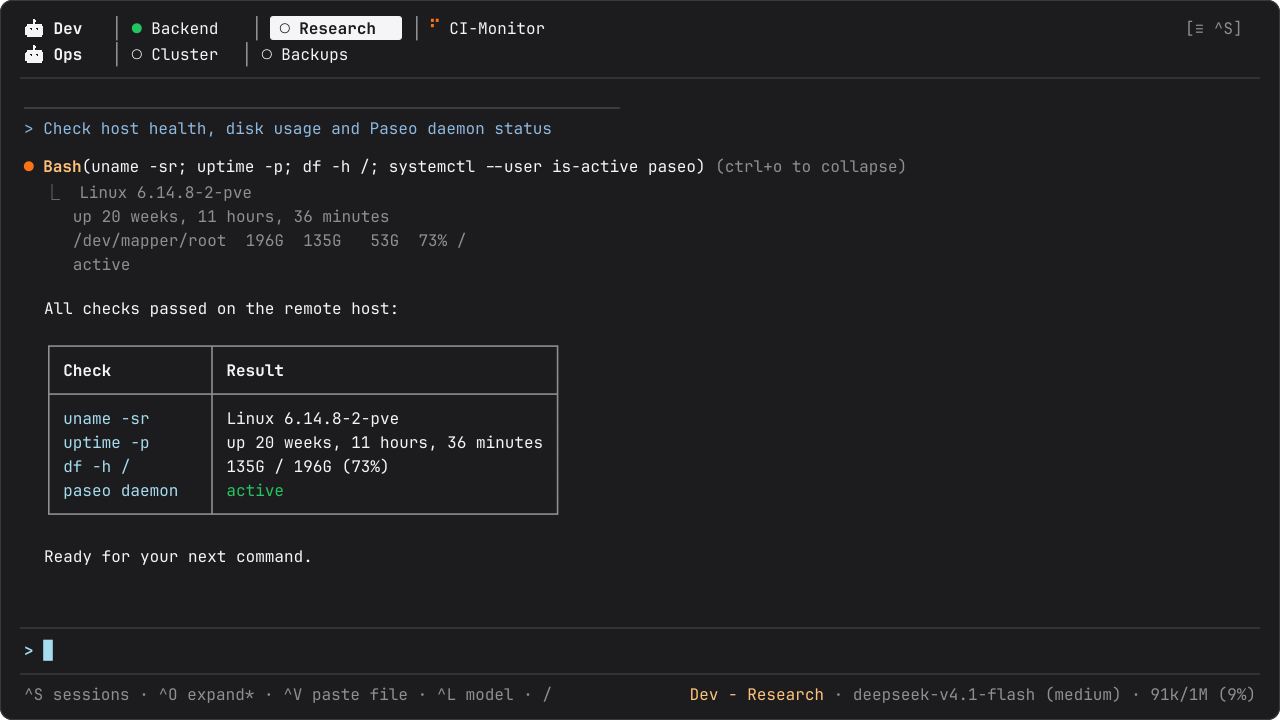 Dev │ ● Backend │ ○ Research │ ⠋ CI-Monitor [≡ ^S]
Ops │ ○ Cluster │ ○ Backups
> Check host health, disk usage and Paseo daemon status
● Bash(uname -sr; uptime -p; df -h /; systemctl --user is-active paseo) (ctrl+o to collapse)
⎿ Linux 6.14.8-2-pve
up 20 weeks, 11 hours, 36 minutes
/dev/mapper/root 196G 135G 53G 73% /
active
All checks passed on the remote host:
Check Result
uname -sr Linux 6.14.8-2-pve
uptime -p up 20 weeks, 11 hours, 36 minutes
df -h / 135G / 196G (73%)
paseo daemon active
Ready for your next command.
>
^S sessions · ^O expand* · ^V paste file · ^L model · / Dev - Research · deepseek-v4.1-flash (medium) · 91k/1M (9%)